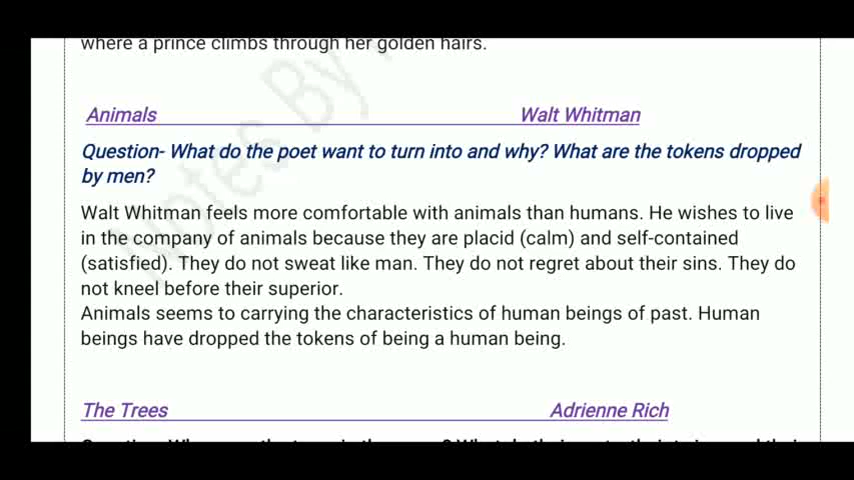 where a prince climbs through her golden hairs.
Animals Walt Whitman
Question- What do the poet want to turn into and why? What are the tokens dropped
by men?
Walt Whitman feels more comfortable with animals than humans. He wishes to live
in the company of animals because they are placid (calm) and self-contained
(satisfied). They do not sweat like man. They do not regret about their sins. They do
not kneel before their superior.
Animals seems to carrying the characteristics of human beings of past. Human
beings have dropped the tokens of being a human being.
The Trees Adrienne Rich
Notes By